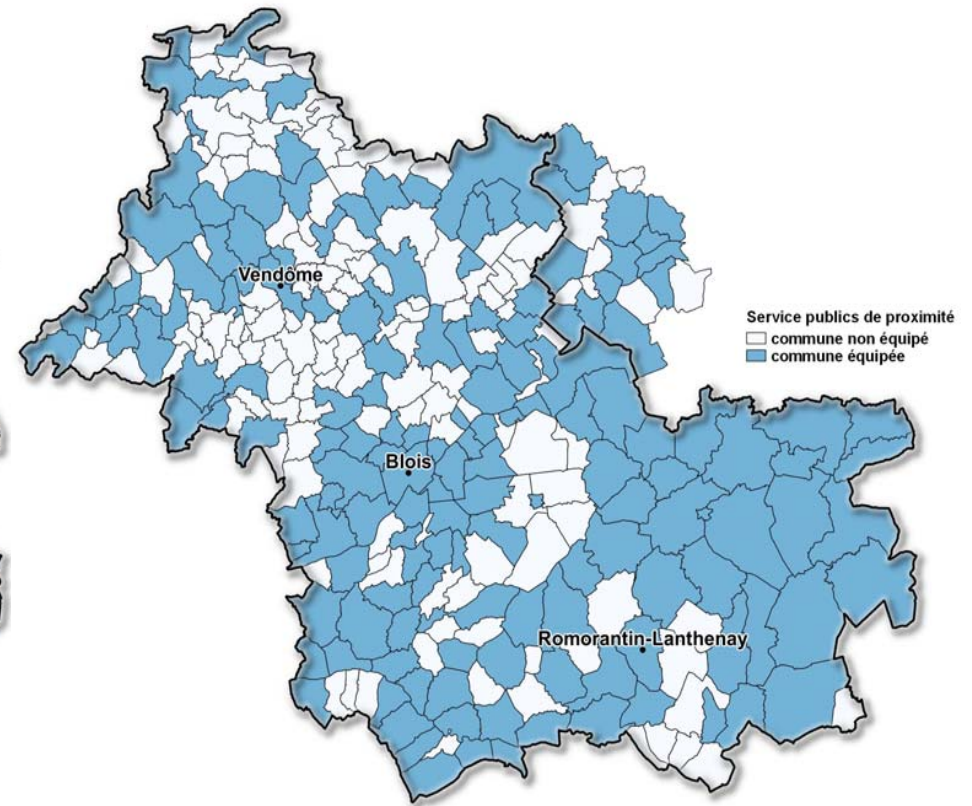 Vendôme
Service publics de proximité
commune non équipé
commune équipée
Blois
Romorantin-Lanthenay